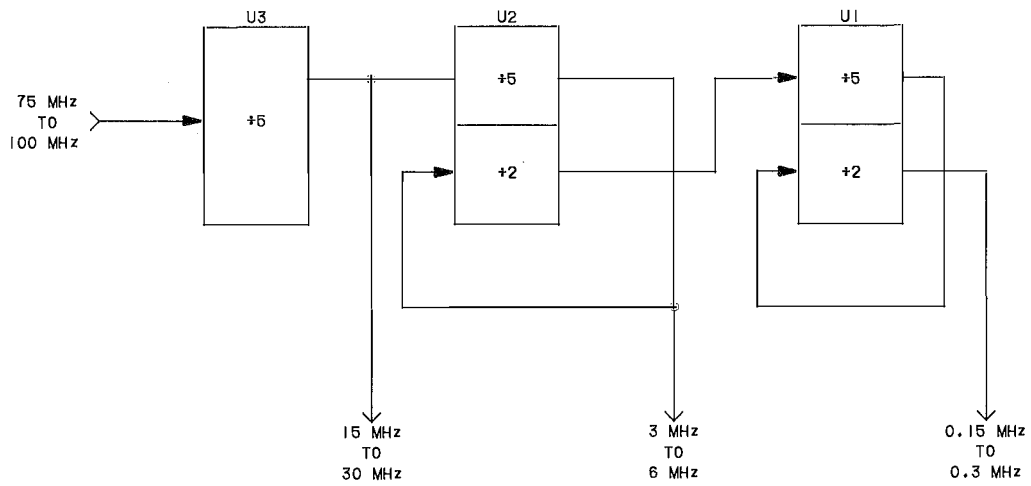 U3
U2
U1
÷5
÷5
÷5
75 MHz
TO
100 MHz
÷2
÷2
15 MHz
TO
30 MHz
3 MHz
TO
6 MHz
0.15 MHz
TO
0.3 MHz